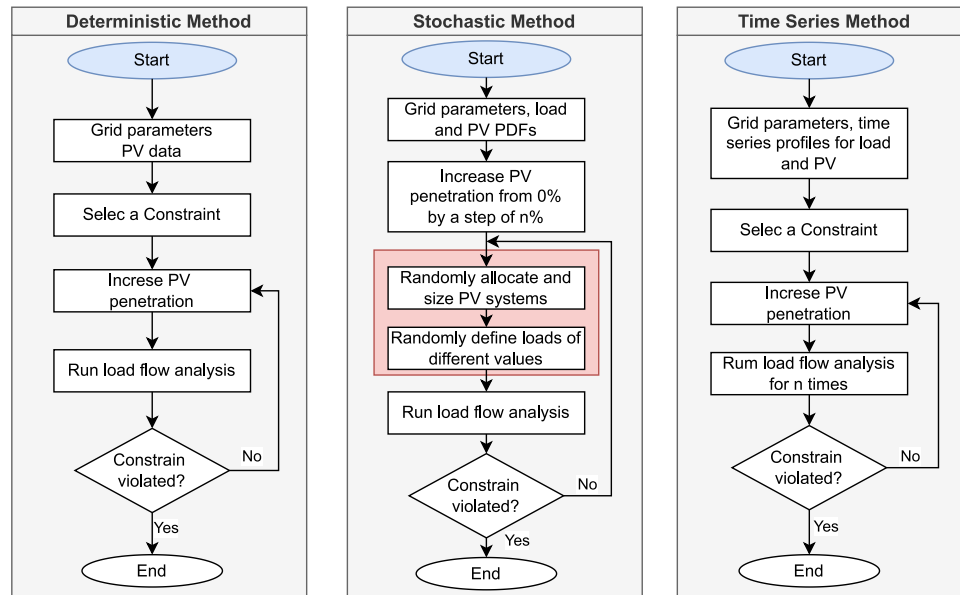 Deterministic Method
Start
Grid parameters
PV data
Selec a Constraint
Increse PV
penetration
Run load flow analysis
Constrain
violated?
No
Yes
End
Stochastic Method
Start
Grid parameters, load
and PV PDFs
Increase PV
penetration from 0%
by a step of n%
Randomly allocate and
size PV systems
Randomly define loads of
different values
Run load flow analysis
Constrain
violated?
No
Yes
End
Time Series Method
Start
Grid parameters, time
series profiles for load
and PV
Selec a Constraint
Increse PV
penetration
Rum load flow analysis
for n times
Constrain
violated?
No
Yes
End